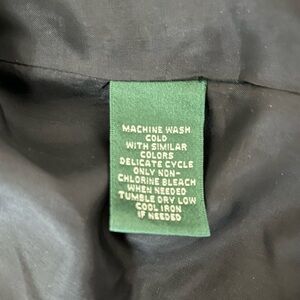 MACHINE WASH
COLD
WITH SIMILAR
COLORS
DELICATE CYCLE
ONLY NON-
CHLORINE BLEACH
WHEN NEEDED
TUMBLE DRY LOW
COOL IRON
IF NEEDED